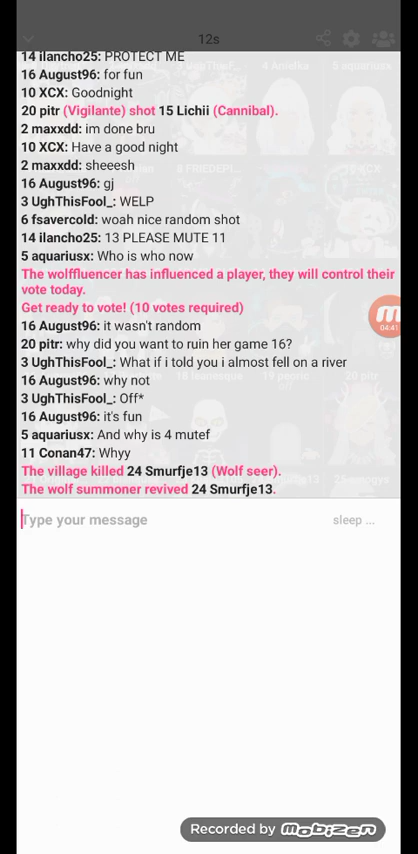 12s
14 ilancho25: PROTECT ME
16 August96: for fun
10 XCX: Goodnight
20 pitr (Vigilante) shot 15 Lichii (Cannibal).
2 maxxdd: im done bru
10 XCX: Have a good night
2 maxxdd: sheeesh
16 August96: gj
3 UghThisFool_: WELP
6 fsavercold: woah nice random shot
14 ilancho25: 13 PLEASE MUTE 11
5 aquariusx: Who is who now
The wolffluencer has influenced a player, they will control their
vote today.
Get ready to vote! (10 votes required)
16 August96: it wasn't random
04:41
20 pitr: why did you want to ruin her game 16?
3 UghThisFool_: What if i told you i almost fell on a river
16 August96: why not
3 UghThisFool_: Off*
16 August96: it's fun
5 aquariusx: And why is 4 mutef
11 Conan47: Whyy
The village killed 24 Smurfje13 (Wolf seer).
The wolf summoner revived 24 Smurfje13.
Type your message
sleep ...
Recorded by mobizen